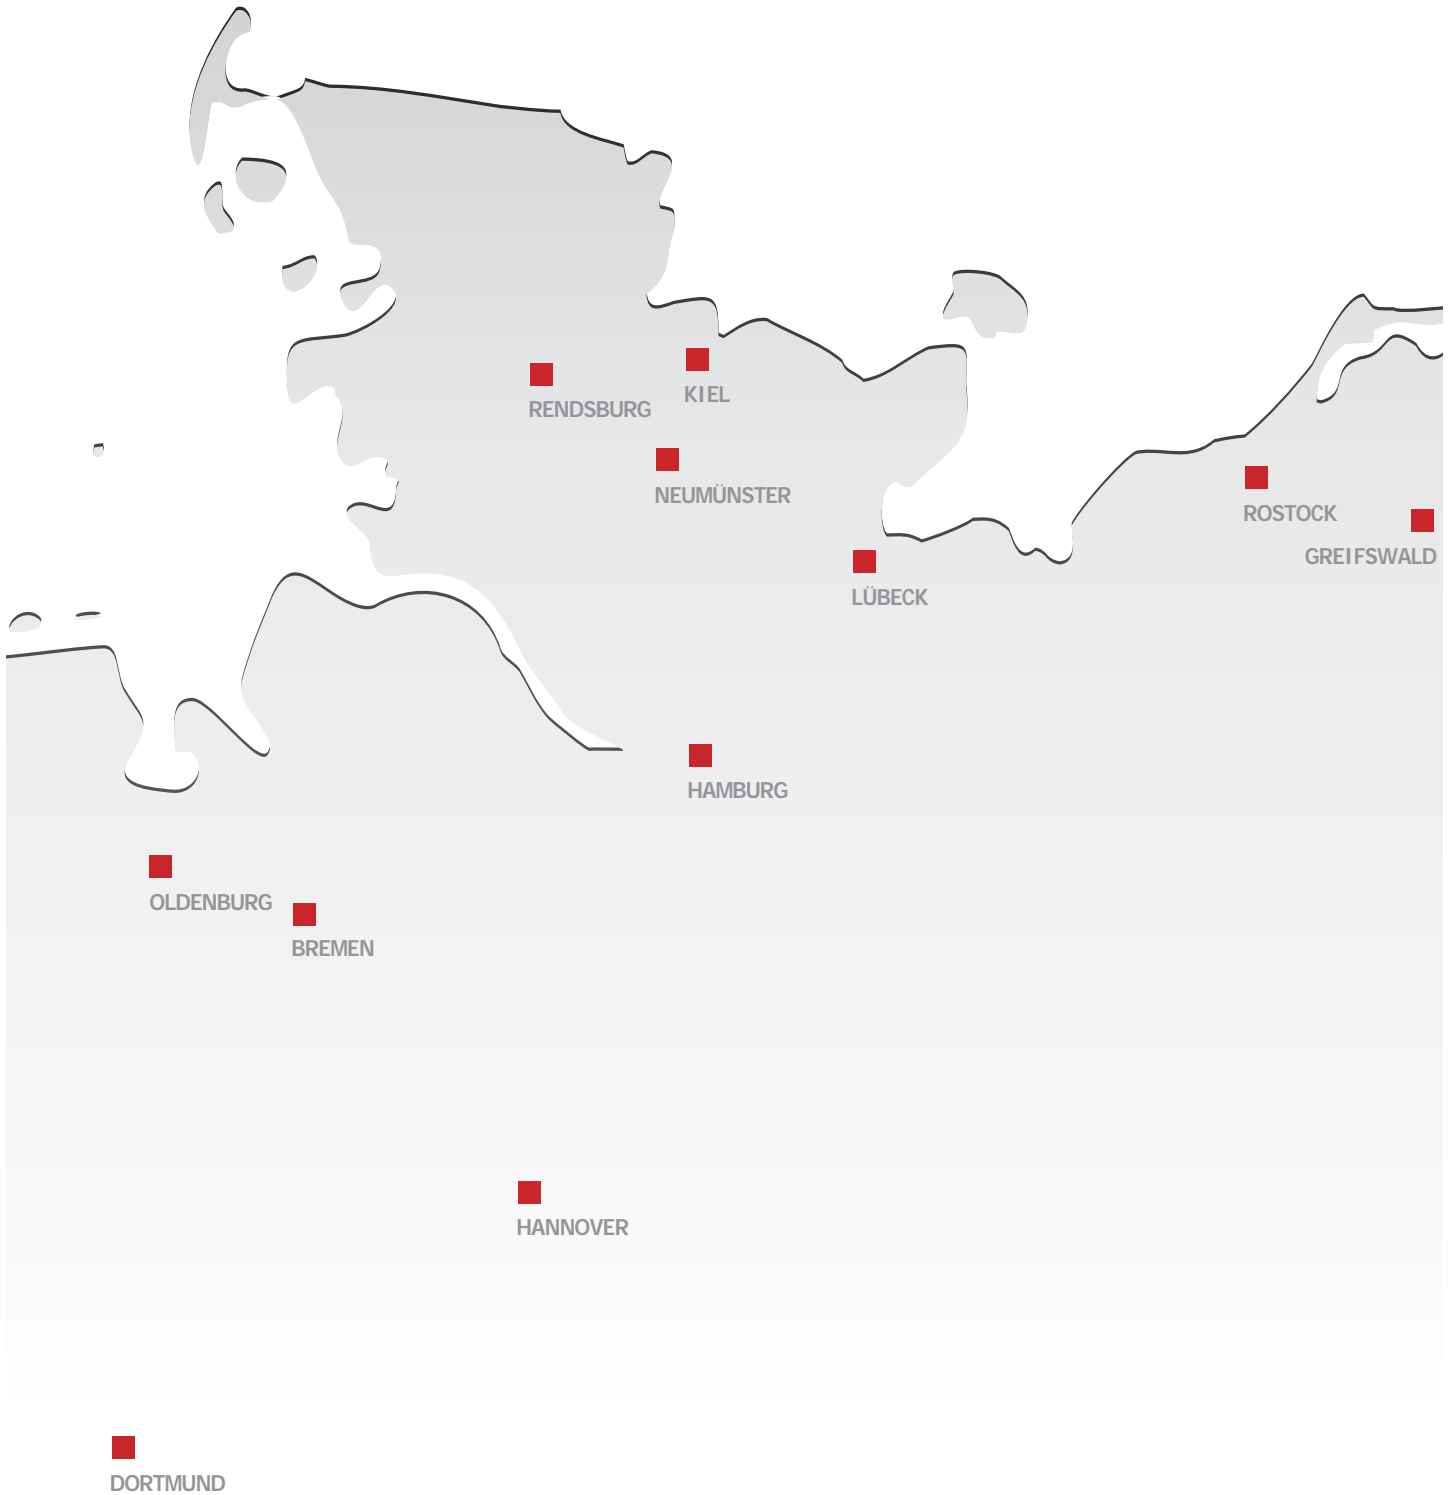 KIEL
RENDSBURG
NEUMÜNSTER
ROSTOCK
GREIFSWALD
LÜBECK
HAMBURG
OLDENBURG
BREMEN
HANNOVER
DORTMUND